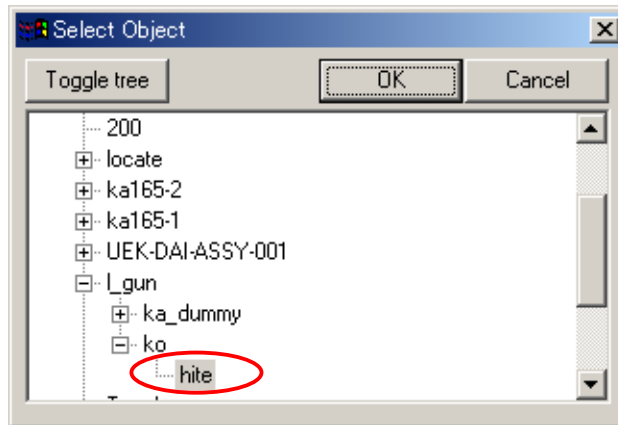 Select Object
Toggle tree OK Cancel
200
locate
ka165-2
ka165-1
UEK-DAI-ASSY-001
l_gun
ka_dummy
ko
hite